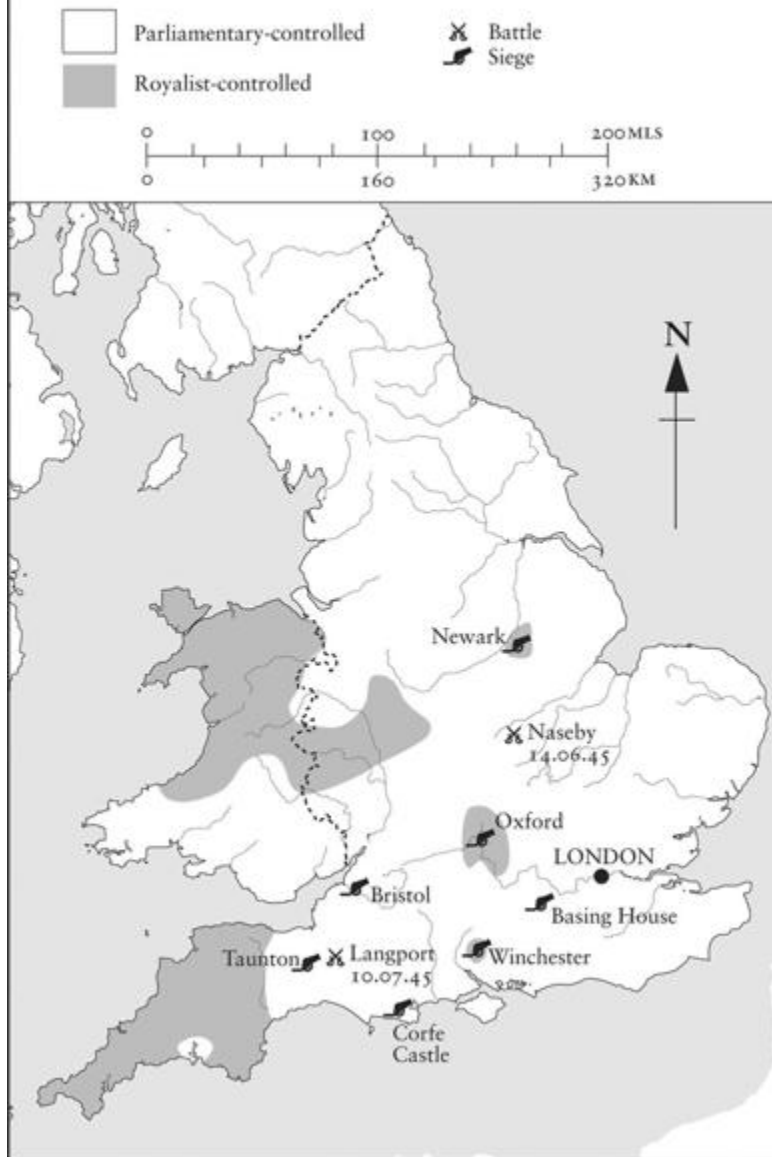 Parliamentary-controlled
Royalist-controlled
Battle
Siege
0 100 200 MLS
0 160 320 KM
N
Newark
Naseby
14.06.45
Oxford
LONDON
Bristol
Basing House
Taunton
Langport
10.07.45
Winchester
Corfe
Castle